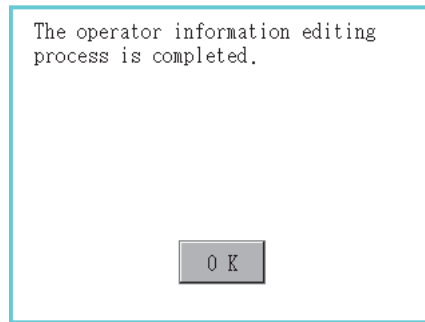 The operator information editing
process is completed.
O K